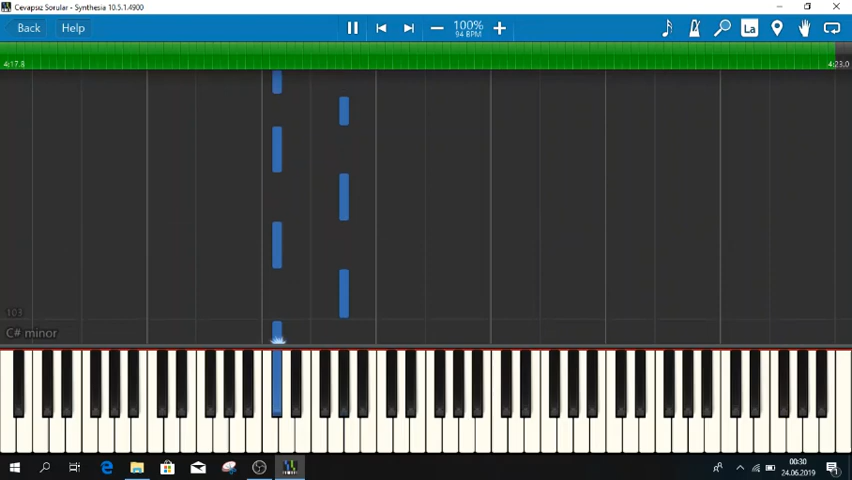 Cevapsız Sorular - Synthesia 10.5.1.4900
Back
Help
100%
94 BPM
La
4:17.8
4:23.0
103
C# minor
00:30
24.06.2019